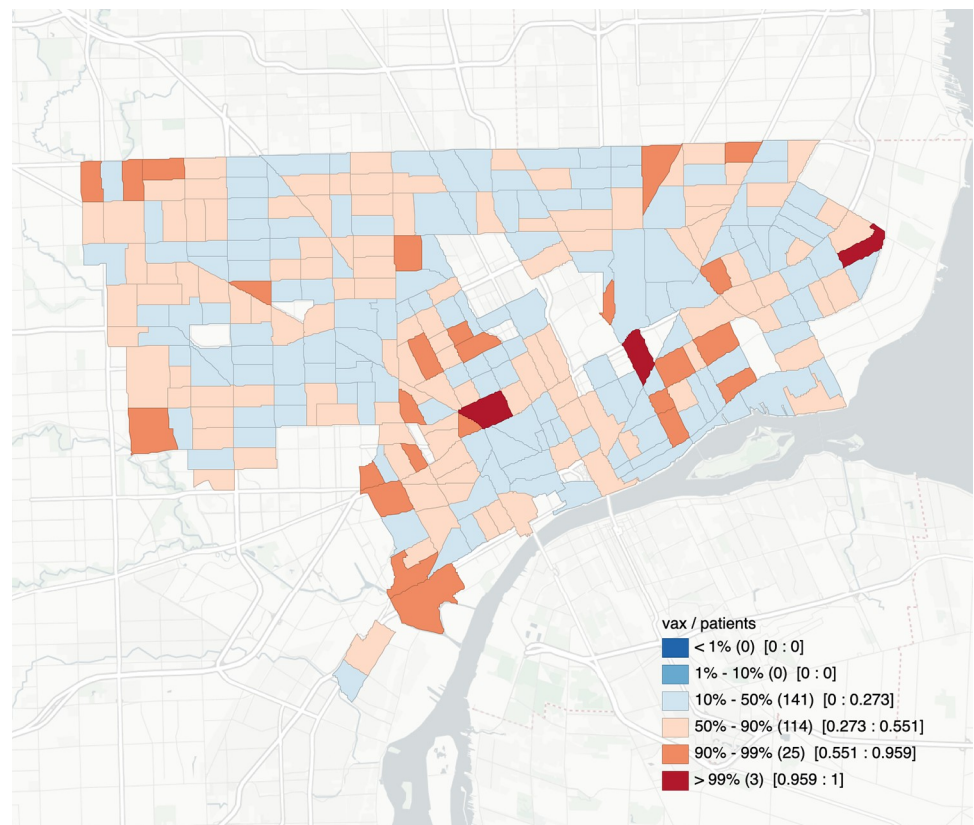 vax / patients
< 1% (0) [0 : 0]
1% - 10% (0) [0 : 0]
10% - 50% (141) [0 : 0.273]
50% - 90% (114) [0.273 : 0.551]
90% - 99% (25) [0.551 : 0.959]
> 99% (3) [0.959 : 1]